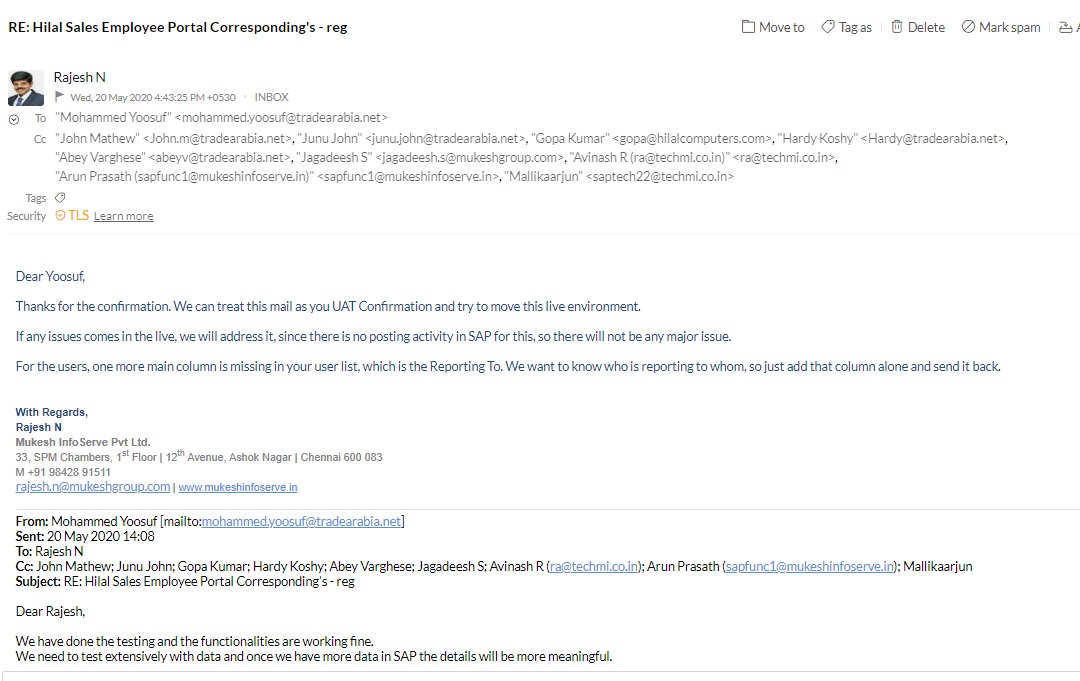 RE: Hilal Sales Employee Portal Corresponding's - reg
Move to Tag as Delete Mark spam
Rajesh N
Wed, 20 May 2020 4:43:25 PM +0530 • INBOX
To "Mohammed Yoosuf" <mohammed.yoosuf@tradearabia.net>
Cc "John Mathew" <John.m@tradearabia.net>, "Junu John" <junu.john@tradearabia.net>, "Gopa Kumar" <gopa@hilalcomputers.com>, "Hardy Koshy" <Hardy@tradearabia.net>,
"Abey Varghese" <abeyv@tradearabia.net>, "Jagadeesh S" <jagadeesh.s@mukeshgroup.com>, "Avinash R (ra@techmi.co.in)" <ra@techmi.co.in>,
"Arun Prasath (sapfunc1@mukeshinfoserve.in)" <sapfunc1@mukeshinfoserve.in>, "Mallikaarjun" <saptech22@techmi.co.in>
Tags
Security TLS Learn more
Dear Yoosuf,
Thanks for the confirmation. We can treat this mail as you UAT Confirmation and try to move this live environment.
If any issues comes in the live, we will address it, since there is no posting activity in SAP for this, so there will not be any major issue.
For the users, one more main column is missing in your user list, which is the Reporting To. We want to know who is reporting to whom, so just add that column alone and send it back.
With Regards,
Rajesh N
Mukesh InfoServe Pvt Ltd.
33, SPM Chambers, 1st Floor | 12th Avenue, Ashok Nagar | Chennai 600 083
M +91 98428 91511
rajesh.n@mukeshgroup.com | www.mukeshinfoserve.in
From: Mohammed Yoosuf [mailto:mohammed.yoosuf@tradearabia.net]
Sent: 20 May 2020 14:08
To: Rajesh N
Cc: John Mathew; Junu John; Gopa Kumar; Hardy Koshy; Abey Varghese; Jagadeesh S; Avinash R (ra@techmi.co.in); Arun Prasath (sapfunc1@mukeshinfoserve.in); Mallikaarjun
Subject: RE: Hilal Sales Employee Portal Corresponding's - reg
Dear Rajesh,
We have done the testing and the functionalities are working fine.
We need to test extensively with data and once we have more data in SAP the details will be more meaningful.